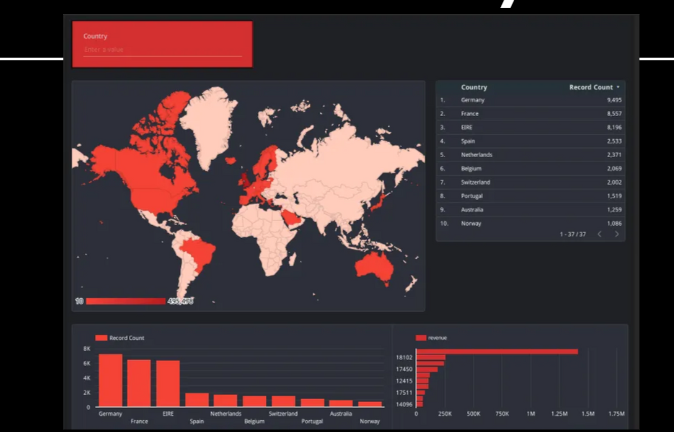 Country
Enter a value
Country Record Count
1. Germany 9,495
2. France 8,557
3. EIRE 8,196
4. Spain 2,533
5. Netherlands 2,371
6. Belgium 2,069
7. Switzerland 2,002
8. Portugal 1,519
9. Australia 1,259
10. Norway 1,086
1 - 37 / 37 < >
10
Record Count
8K
6K
4K
2K
0
Germany France EIRE Spain Netherlands Belgium Switzerland Portugal Australia Norway
revenue
18102
17450
12415
17511
14096
0 250K 500K 750K 1M 1.25M 1.5M 1.75M